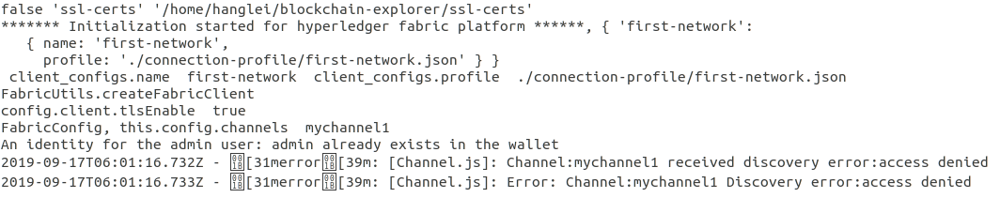 false 'ssl-certs' '/home/hanglei/blockchain-explorer/ssl-certs'
******* Initialization started for hyperledger fabric platform ******, { 'first-network':
   { name: 'first-network',
     profile: './connection-profile/first-network.json' } }
 client_configs.name  first-network  client_configs.profile  ./connection-profile/first-network.json
FabricUtils.createFabricClient
config.client.tlsEnable  true
FabricConfig, this.config.channels  mychannel1
An identity for the admin user: admin already exists in the wallet
2019-09-17T06:01:16.732Z - [31merror[39m: [Channel.js]: Channel:mychannel1 received discovery error:access denied
2019-09-17T06:01:16.733Z - [31merror[39m: [Channel.js]: Error: Channel:mychannel1 Discovery error:access denied